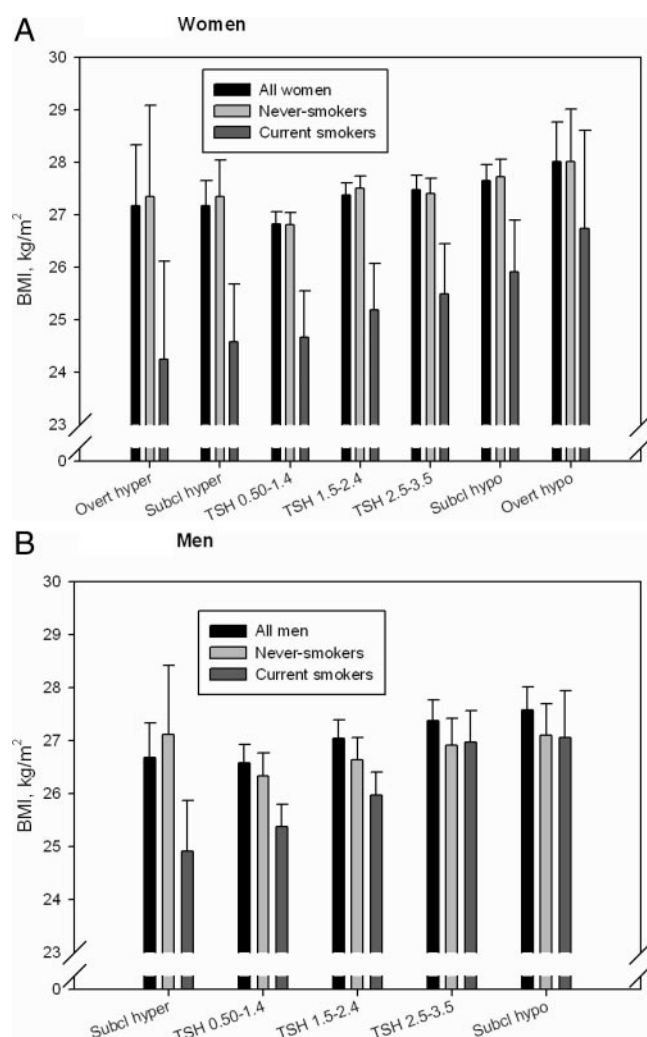 A
Women
30
29
28
27
26
25
24
23
0
BMI, kg/m²
All women
Never-smokers
Current smokers
Overt hyper
Subcl hyper
TSH 0.50-1.4
TSH 1.5-2.4
TSH 2.5-3.5
Subcl hypo
Overt hypo
B
Men
30
29
28
27
26
25
24
23
0
BMI, kg/m²
All men
Never-smokers
Current smokers
Subcl hyper
TSH 0.50-1.4
TSH 1.5-2.4
TSH 2.5-3.5
Subcl hypo